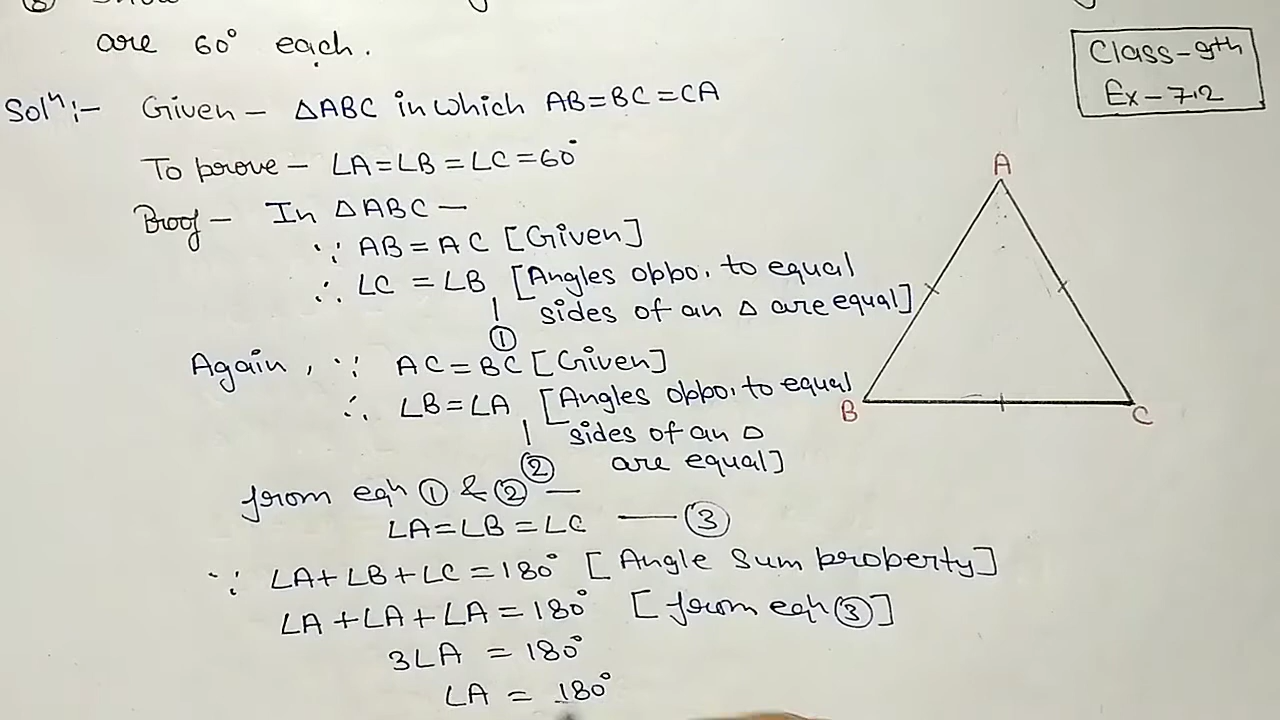 are 60° each.
Class-9th
Ex-7.2
Solⁿ:- Given - △ABC in which AB=BC=CA
To prove - ∠A=∠B=∠C=60°
Proof - In △ABC -
∵ AB=AC [Given]
∴ ∠C=∠B [Angles oppo. to equal
sides of an △ are equal]
①
Again, ∵ AC=BC [Given]
∴ ∠B=∠A [Angles oppo. to equal
sides of an △
are equal]
②
from eqn ① & ② -
∠A=∠B=∠C - ③
∵ ∠A+∠B+∠C=180° [Angle Sum property]
∠A+∠A+∠A=180° [from eqn ③]
3∠A=180°
∠A=180°
A
B
C